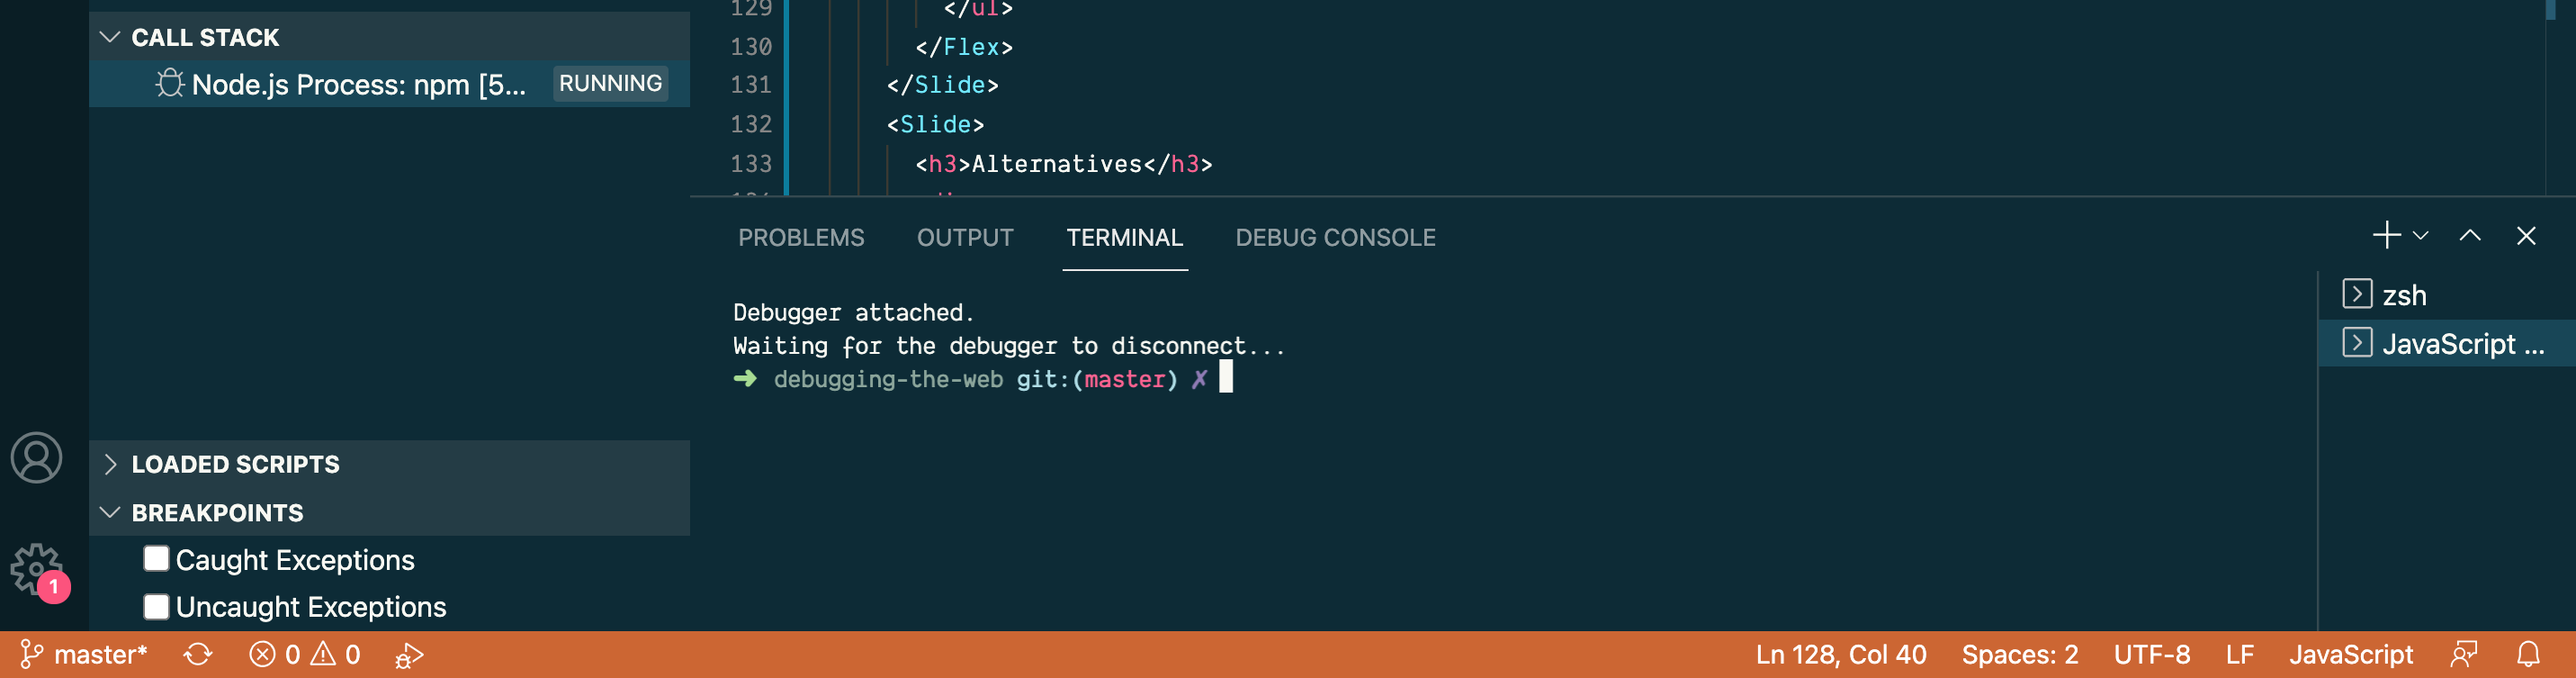 CALL STACK
Node.js Process: npm [5... RUNNING
LOADED SCRIPTS
BREAKPOINTS
Caught Exceptions
Uncaught Exceptions
129 </ul>
130 </Flex>
131 </Slide>
132 <Slide>
133 <h3>Alternatives</h3>
PROBLEMS OUTPUT TERMINAL DEBUG CONSOLE
Debugger attached.
Waiting for the debugger to disconnect...
➜ debugging-the-web git:(master) ✗
zsh
JavaScript ...
1
master* 0 0 Ln 128, Col 40 Spaces: 2 UTF-8 LF JavaScript